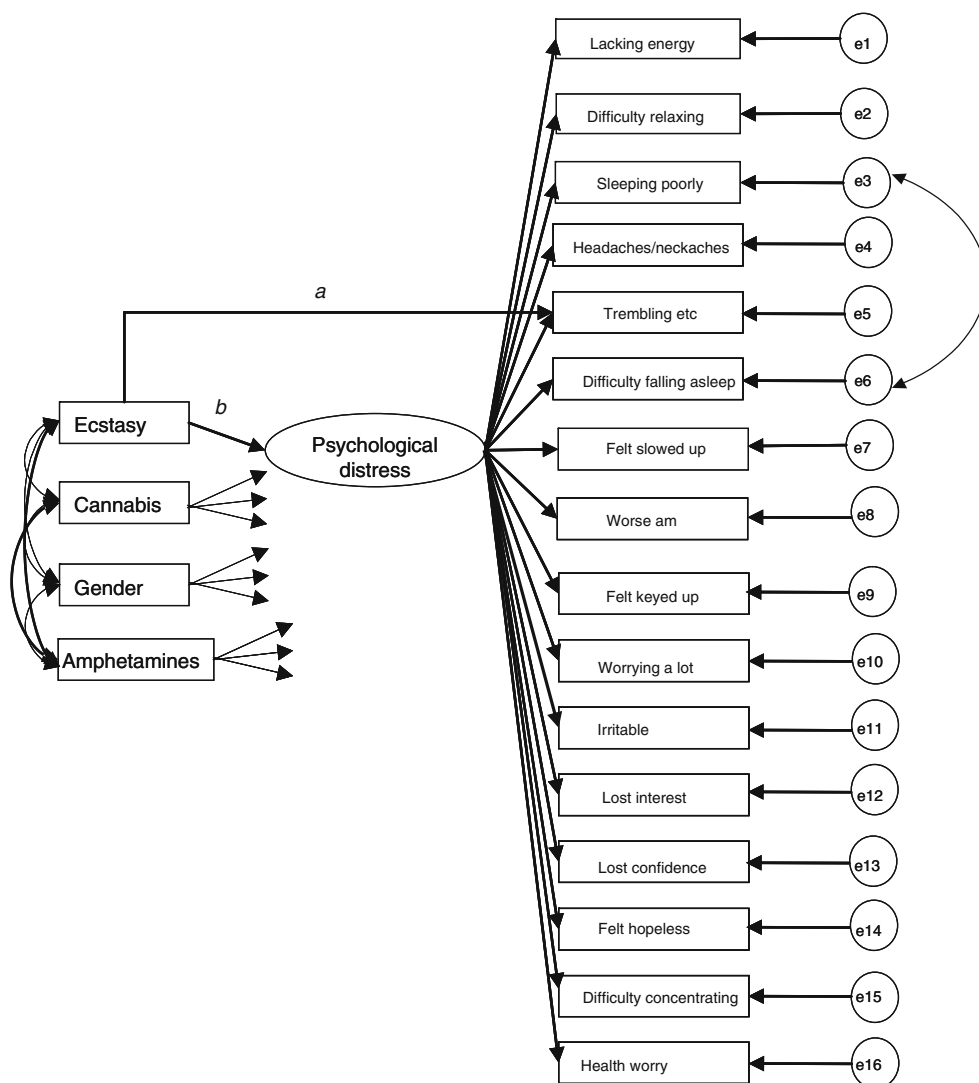 Lacking energy
e1
Difficulty relaxing
e2
Sleeping poorly
e3
Headaches/neckaches
e4
a
Trembling etc
e5
Difficulty falling asleep
e6
Ecstasy
b
Psychological
distress
Felt slowed up
e7
Cannabis
Worse am
e8
Gender
Felt keyed up
e9
Amphetamines
Worrying a lot
e10
Irritable
e11
Lost interest
e12
Lost confidence
e13
Felt hopeless
e14
Difficulty concentrating
e15
Health worry
e16